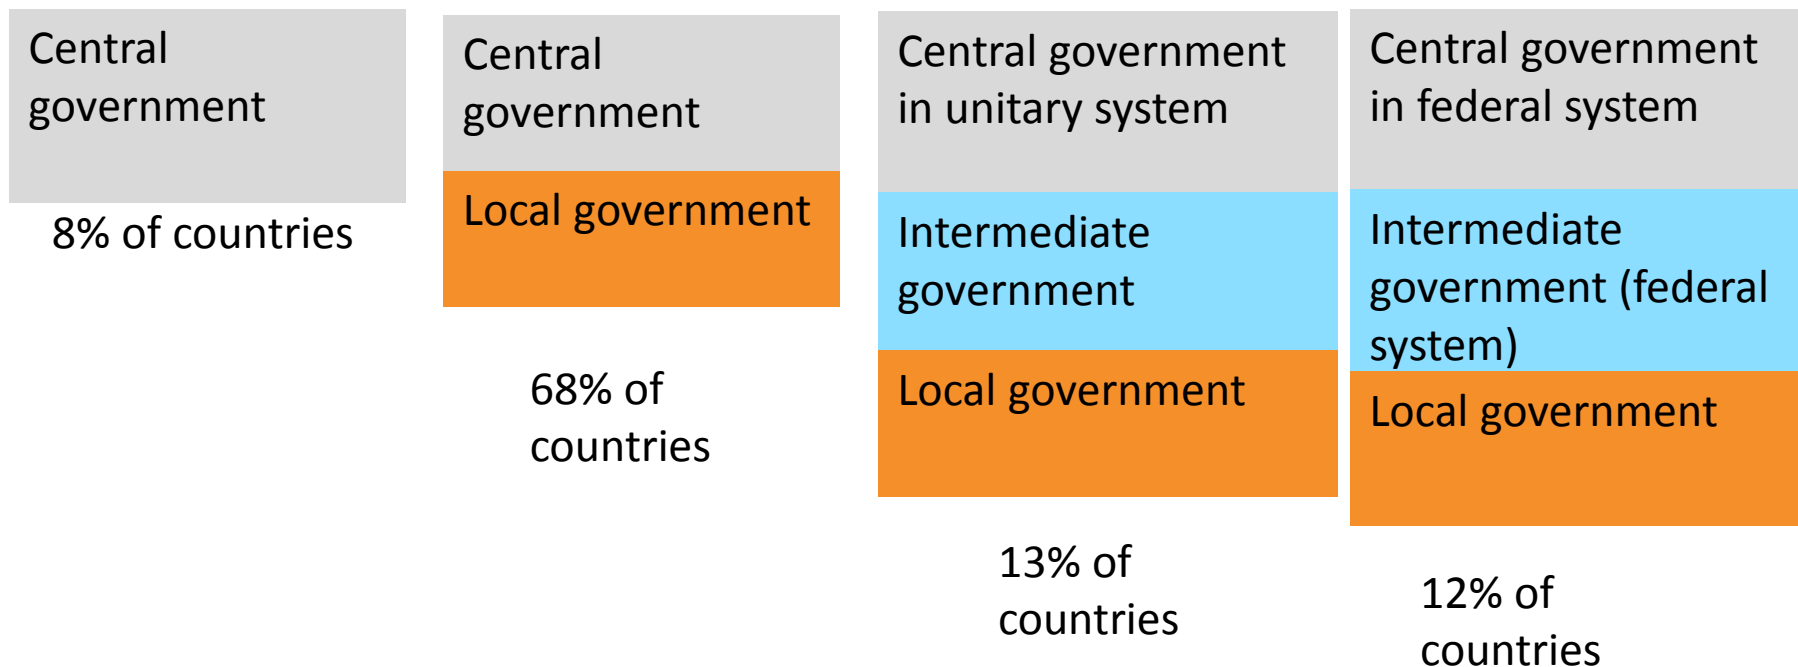 Central
government
8% of countries
Central
government
Local government
68% of
countries
Central government
in unitary system
Intermediate
government
Local government
13% of
countries
Central government
in federal system
Intermediate
government (federal
system)
Local government
12% of
countries